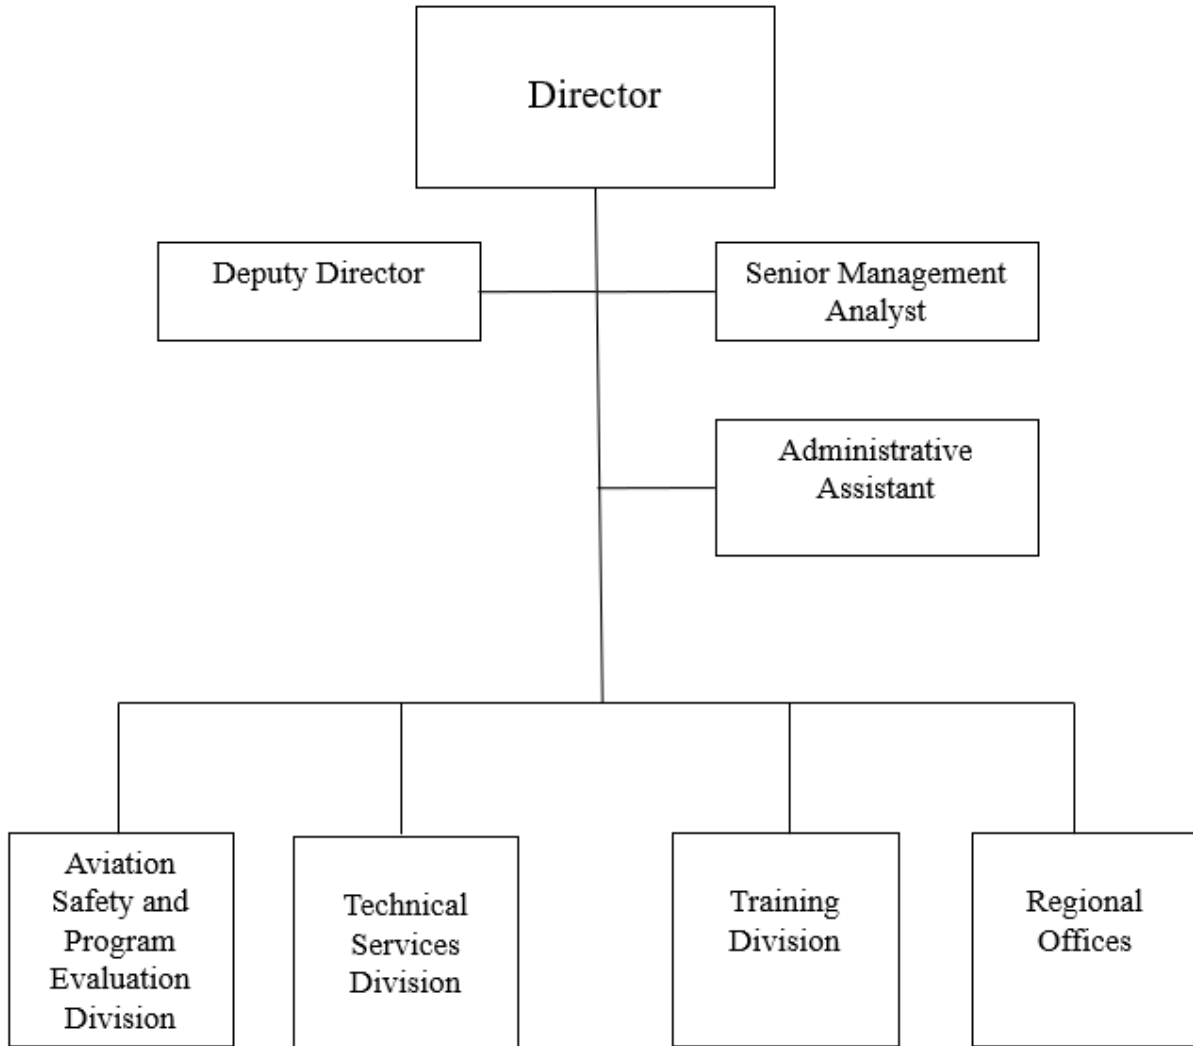 Director
Deputy Director
Senior Management
Analyst
Administrative
Assistant
Aviation
Safety and
Program
Evaluation
Division
Technical
Services
Division
Training
Division
Regional
Offices